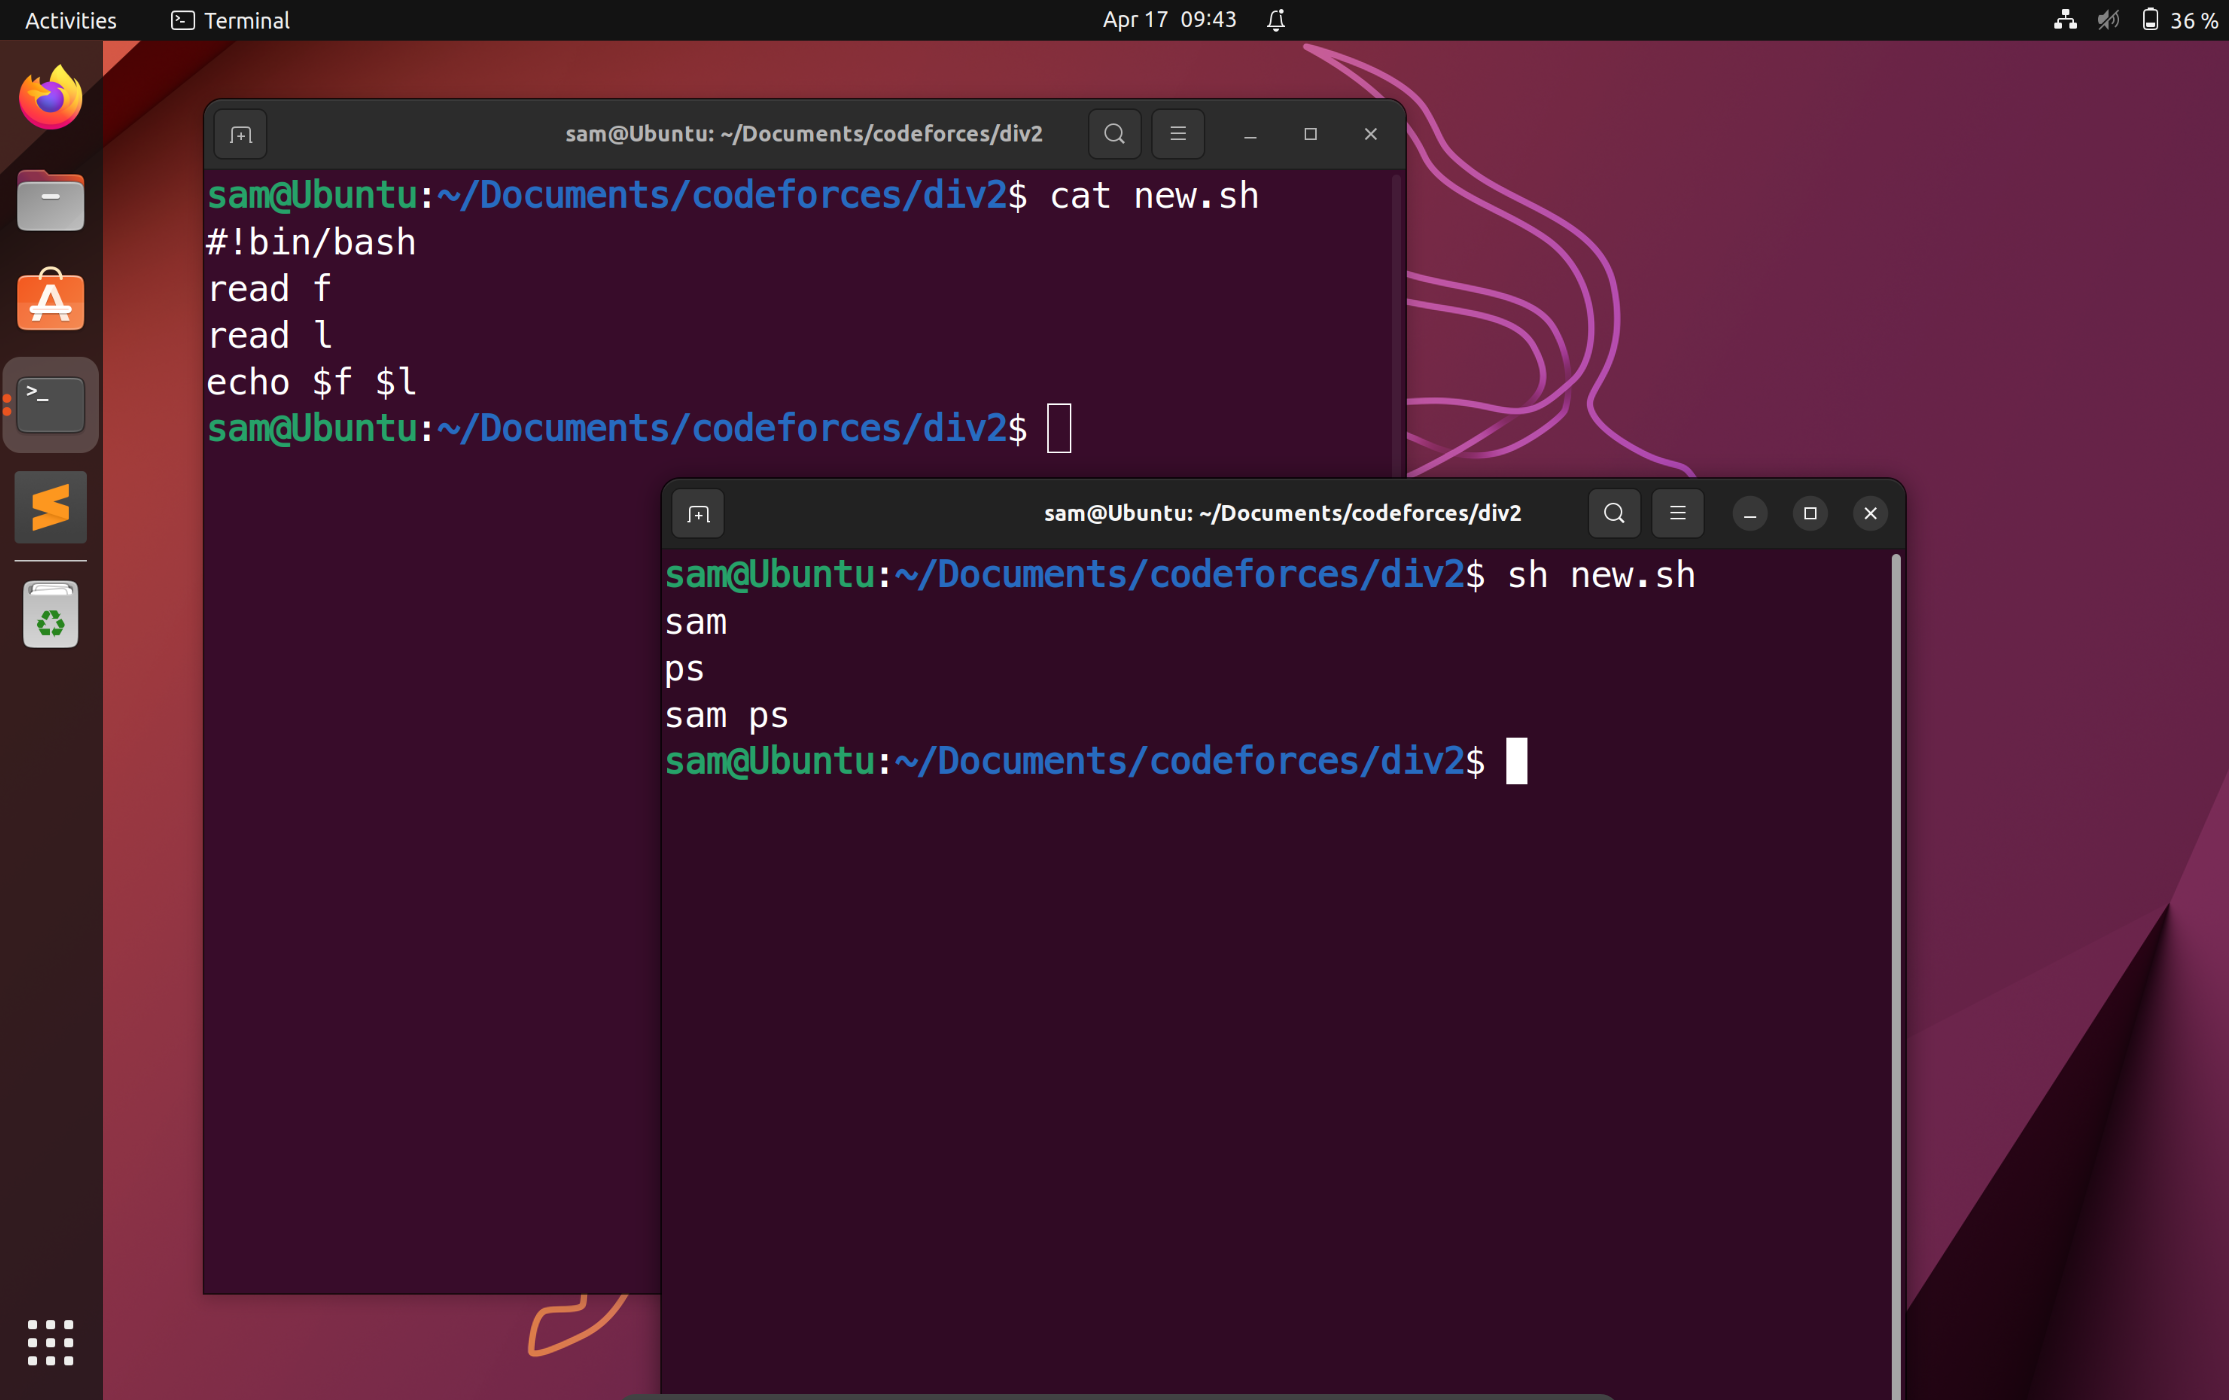 Activities Terminal Apr 17 09:43 36 %
sam@Ubuntu: ~/Documents/codeforces/div2
sam@Ubuntu:~/Documents/codeforces/div2$ cat new.sh
#!bin/bash
read f
read l
echo $f $l
sam@Ubuntu:~/Documents/codeforces/div2$
sam@Ubuntu: ~/Documents/codeforces/div2
sam@Ubuntu:~/Documents/codeforces/div2$ sh new.sh
sam
ps
sam ps
sam@Ubuntu:~/Documents/codeforces/div2$